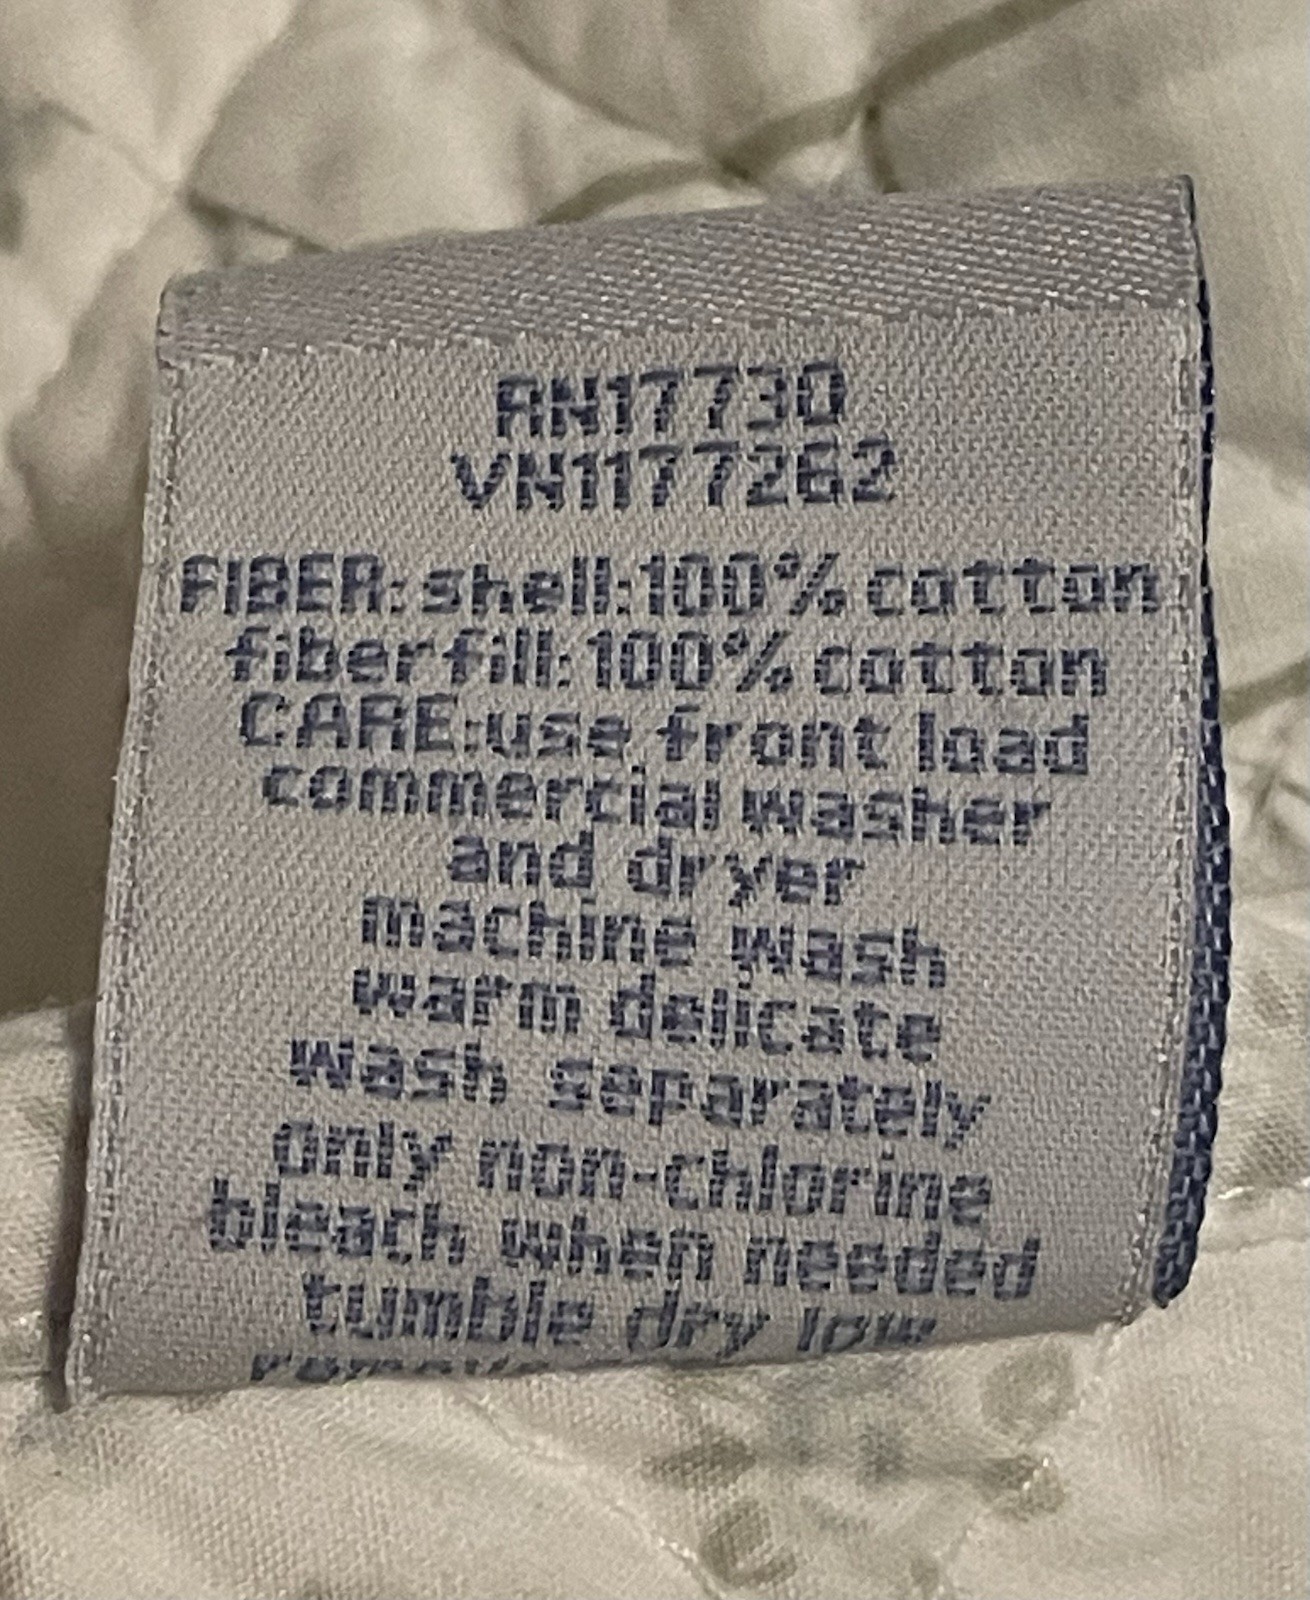 RN17730
VN1177262
FIBER: shell:100% cotton
fiberfill:100% cotton
CARE:use front load
commercial washer
and dryer
machine wash
warm delicate
wash separately
only non-chlorine
bleach when needed
tumble dry low